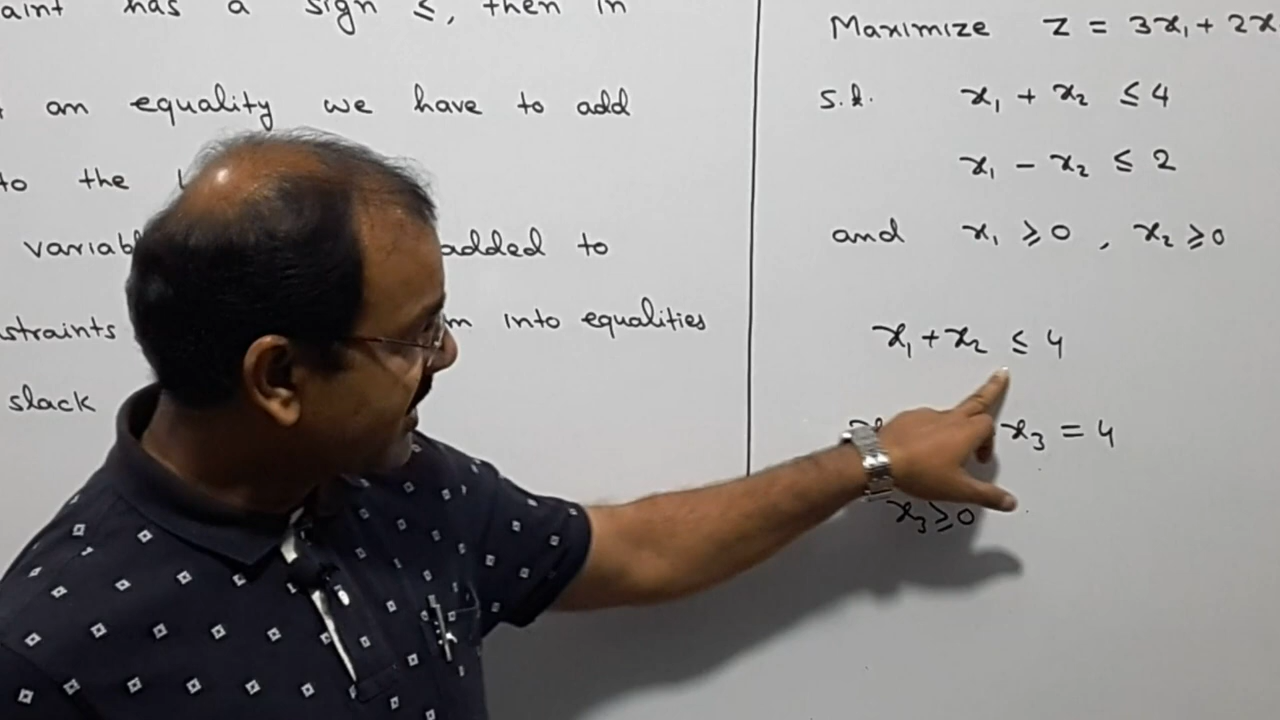 aint has a sign ≤, then in
an equality we have to add
to the
variab added to
straints m into equalities
slack
Maximize Z = 3x₁ + 2x
s.t. x₁ + x₂ ≤ 4
x₁ - x₂ ≤ 2
and x₁ ≥ 0 , x₂ ≥ 0
x₁ + x₂ ≤ 4
x₃ = 4
x₃ ≥ 0